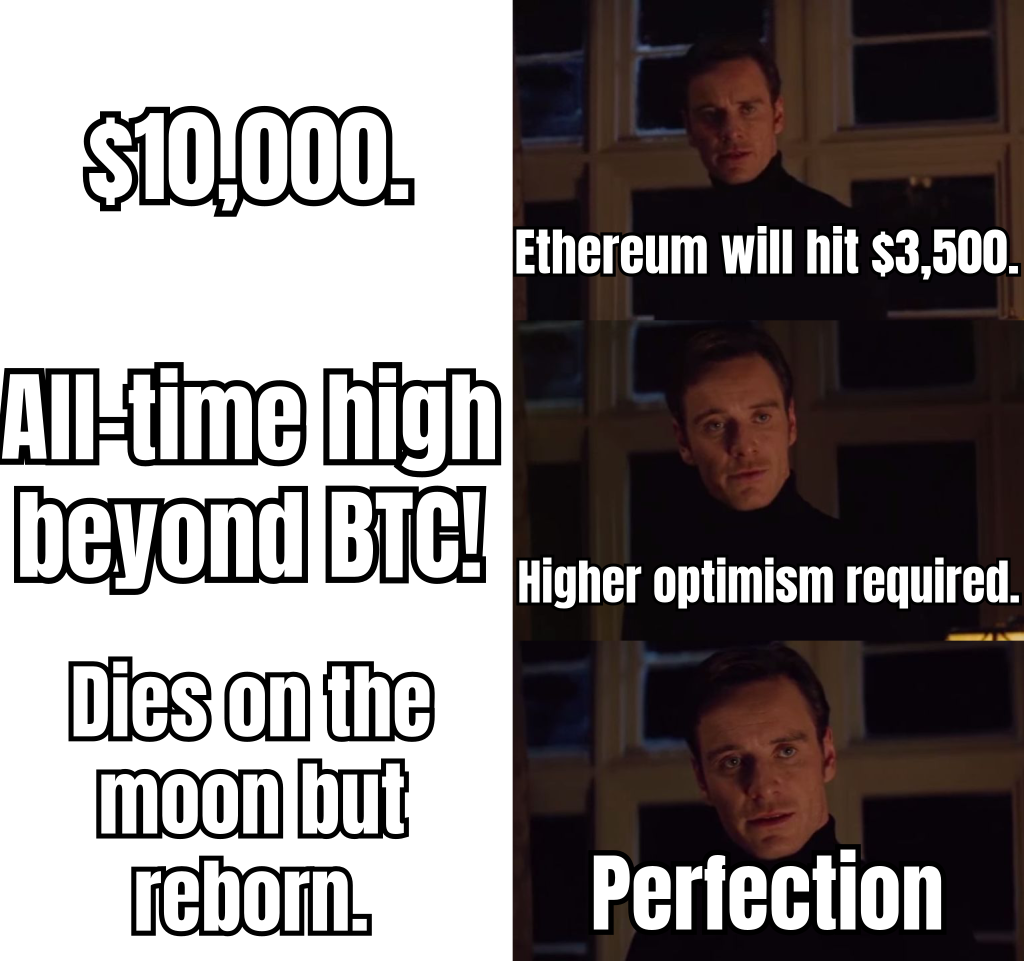 $10,000.
Ethereum will hit $3,500.
All-time high
beyond BTC!
Higher optimism required.
Dies on the
moon but
reborn.
Perfection